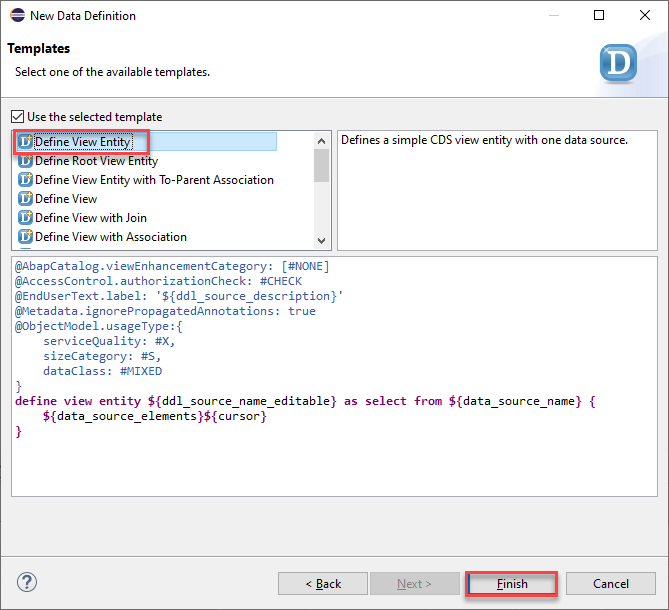 New Data Definition
Templates
Select one of the available templates.
D
Use the selected template
Define View Entity
Define Root View Entity
Define View Entity with To-Parent Association
Define View
Define View with Join
Define View with Association
Defines a simple CDS view entity with one data source.
@AbapCatalog.viewEnhancementCategory: [#NONE]
@AccessControl.authorizationCheck: #CHECK
@EndUserText.label: '${ddl_source_description}'
@Metadata.ignorePropagatedAnnotations: true
@ObjectModel.usageType:{
    serviceQuality: #X,
    sizeCategory: #S,
    dataClass: #MIXED
}
define view entity ${ddl_source_name_editable} as select from ${data_source_name} {
    ${data_source_elements}${cursor}
}
?
< Back
Next >
Finish
Cancel